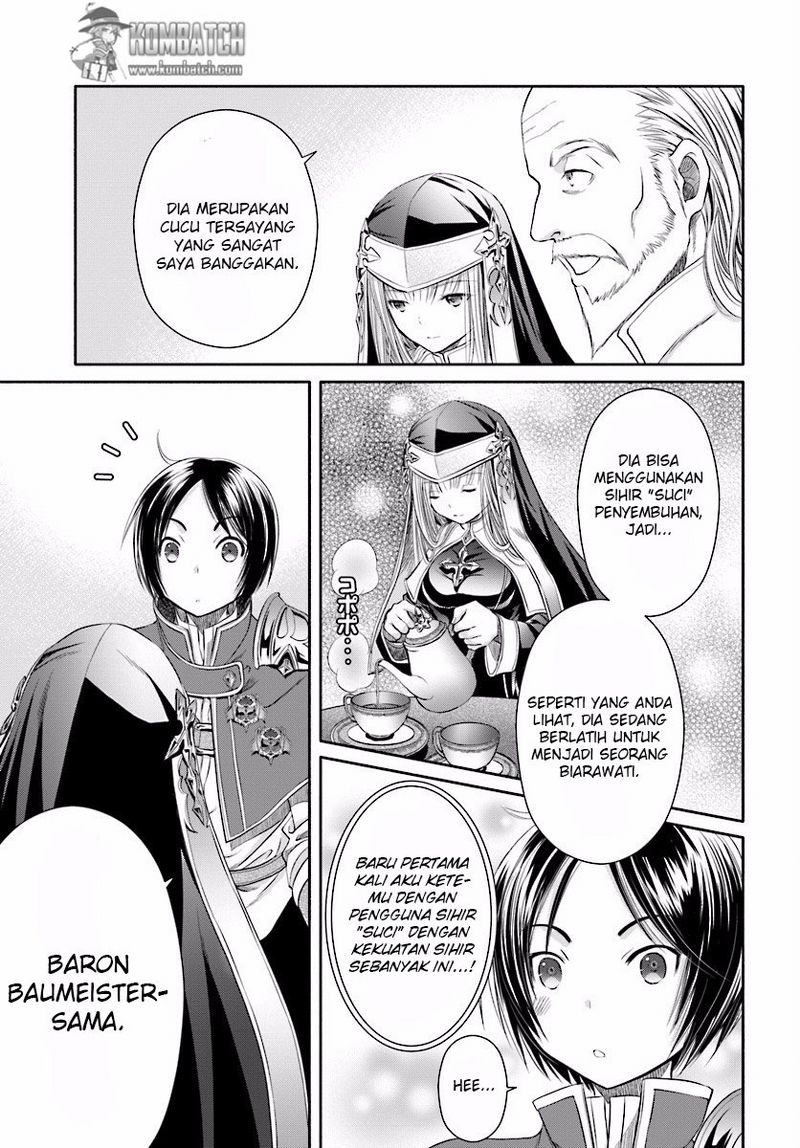 KOMBATCH
www.kombatch.com
DIA MERUPAKAN
CUCU TERSAYANG
YANG SANGAT
SAYA BANGGAKAN.
DIA BISA
MENGGUNAKAN
SIHIR "SUCI"
PENYEMBUHAN,
JADI...
コポポ...
SEPERTI YANG ANDA
LIHAT, DIA SEDANG
BERLATIH UNTUK
MENJADI SEORANG
BIARAWATI.
BARU PERTAMA
KALI AKU KETE-
MU DENGAN
PENGGUNA SIHIR
"SUCI" DENGAN
KEKUATAN SIHIR
SEBANYAK INI...!
HEE...
BARON
BAUMEISTER-
SAMA.